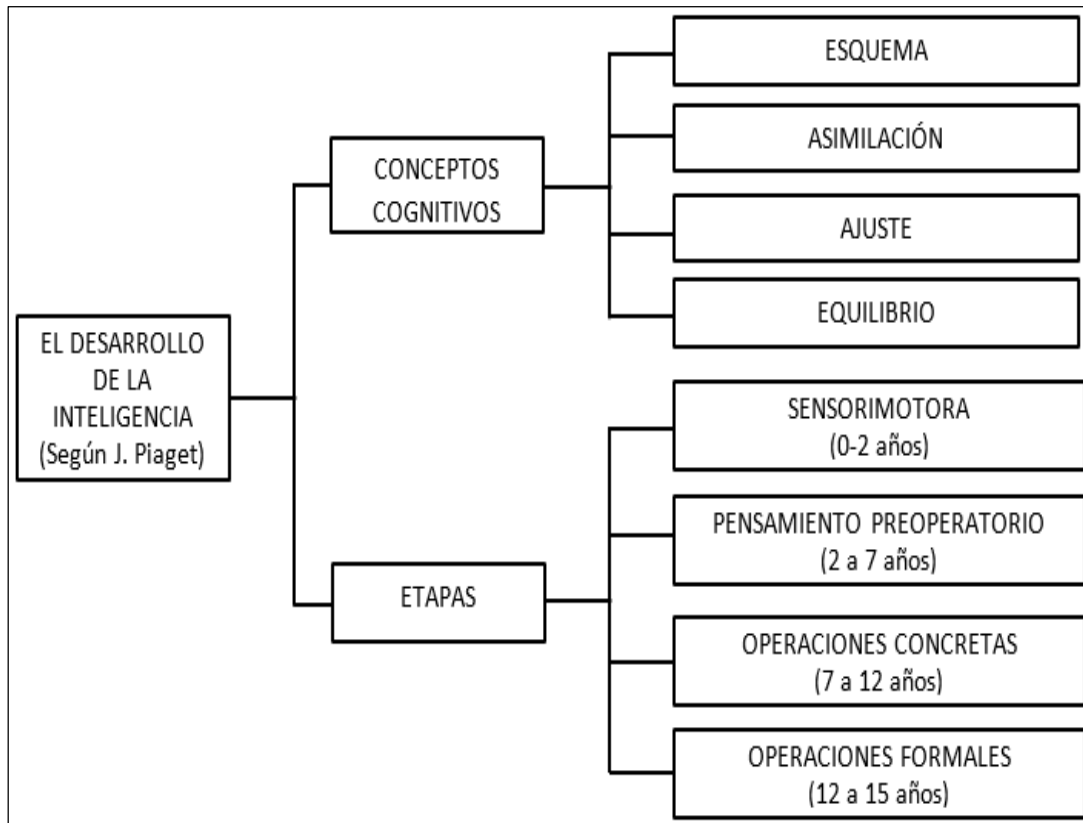 EL DESARROLLO
DE LA
INTELIGENCIA
(Según J. Piaget)
CONCEPTOS
COGNITIVOS
ESQUEMA
ASIMILACIÓN
AJUSTE
EQUILIBRIO
ETAPAS
SENSORIMOTORA
(0-2 años)
PENSAMIENTO PREOPERATORIO
(2 a 7 años)
OPERACIONES CONCRETAS
(7 a 12 años)
OPERACIONES FORMALES
(12 a 15 años)